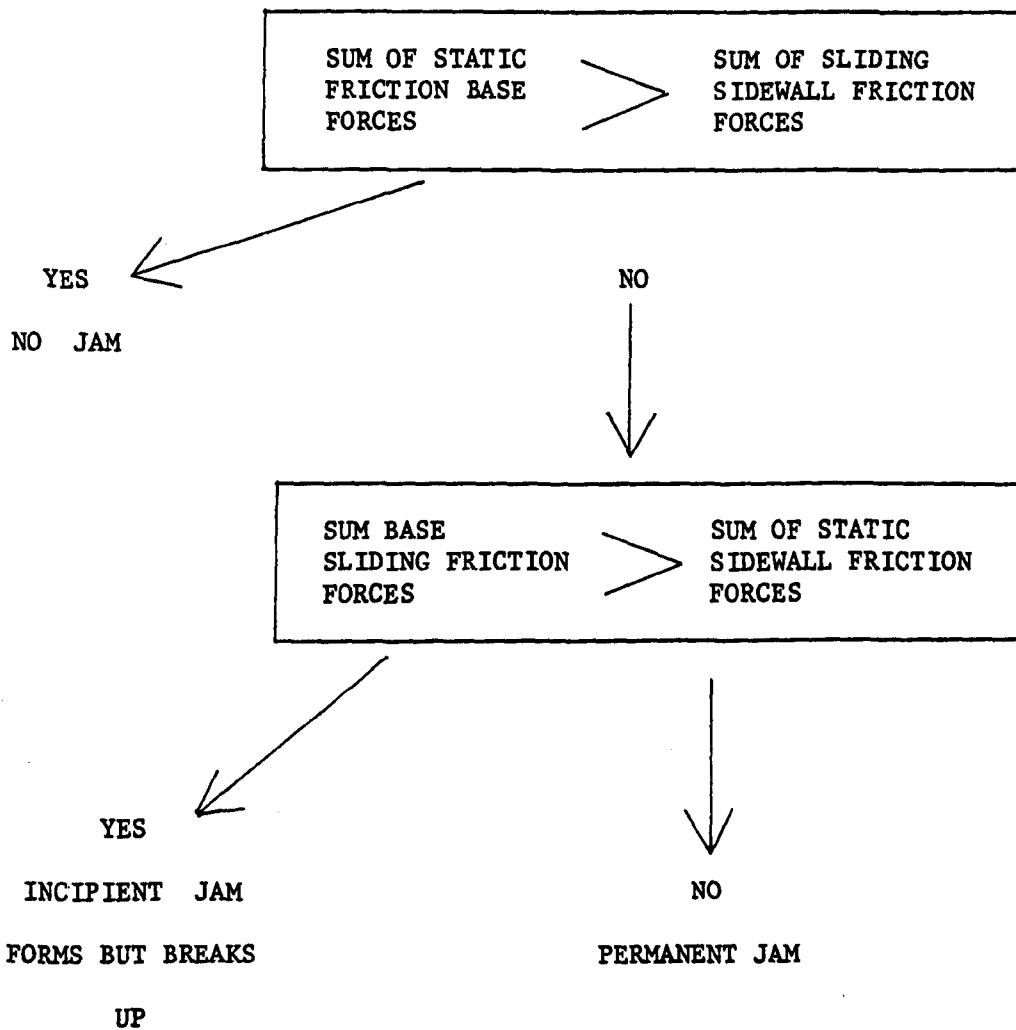 SUM OF STATIC
FRICTION BASE
FORCES
SUM OF SLIDING
SIDEWALL FRICTION
FORCES
YES
NO JAM
NO
SUM BASE
SLIDING FRICTION
FORCES
SUM OF STATIC
SIDEWALL FRICTION
FORCES
YES
INCIPIENT JAM
FORMS BUT BREAKS
UP
NO
PERMANENT JAM